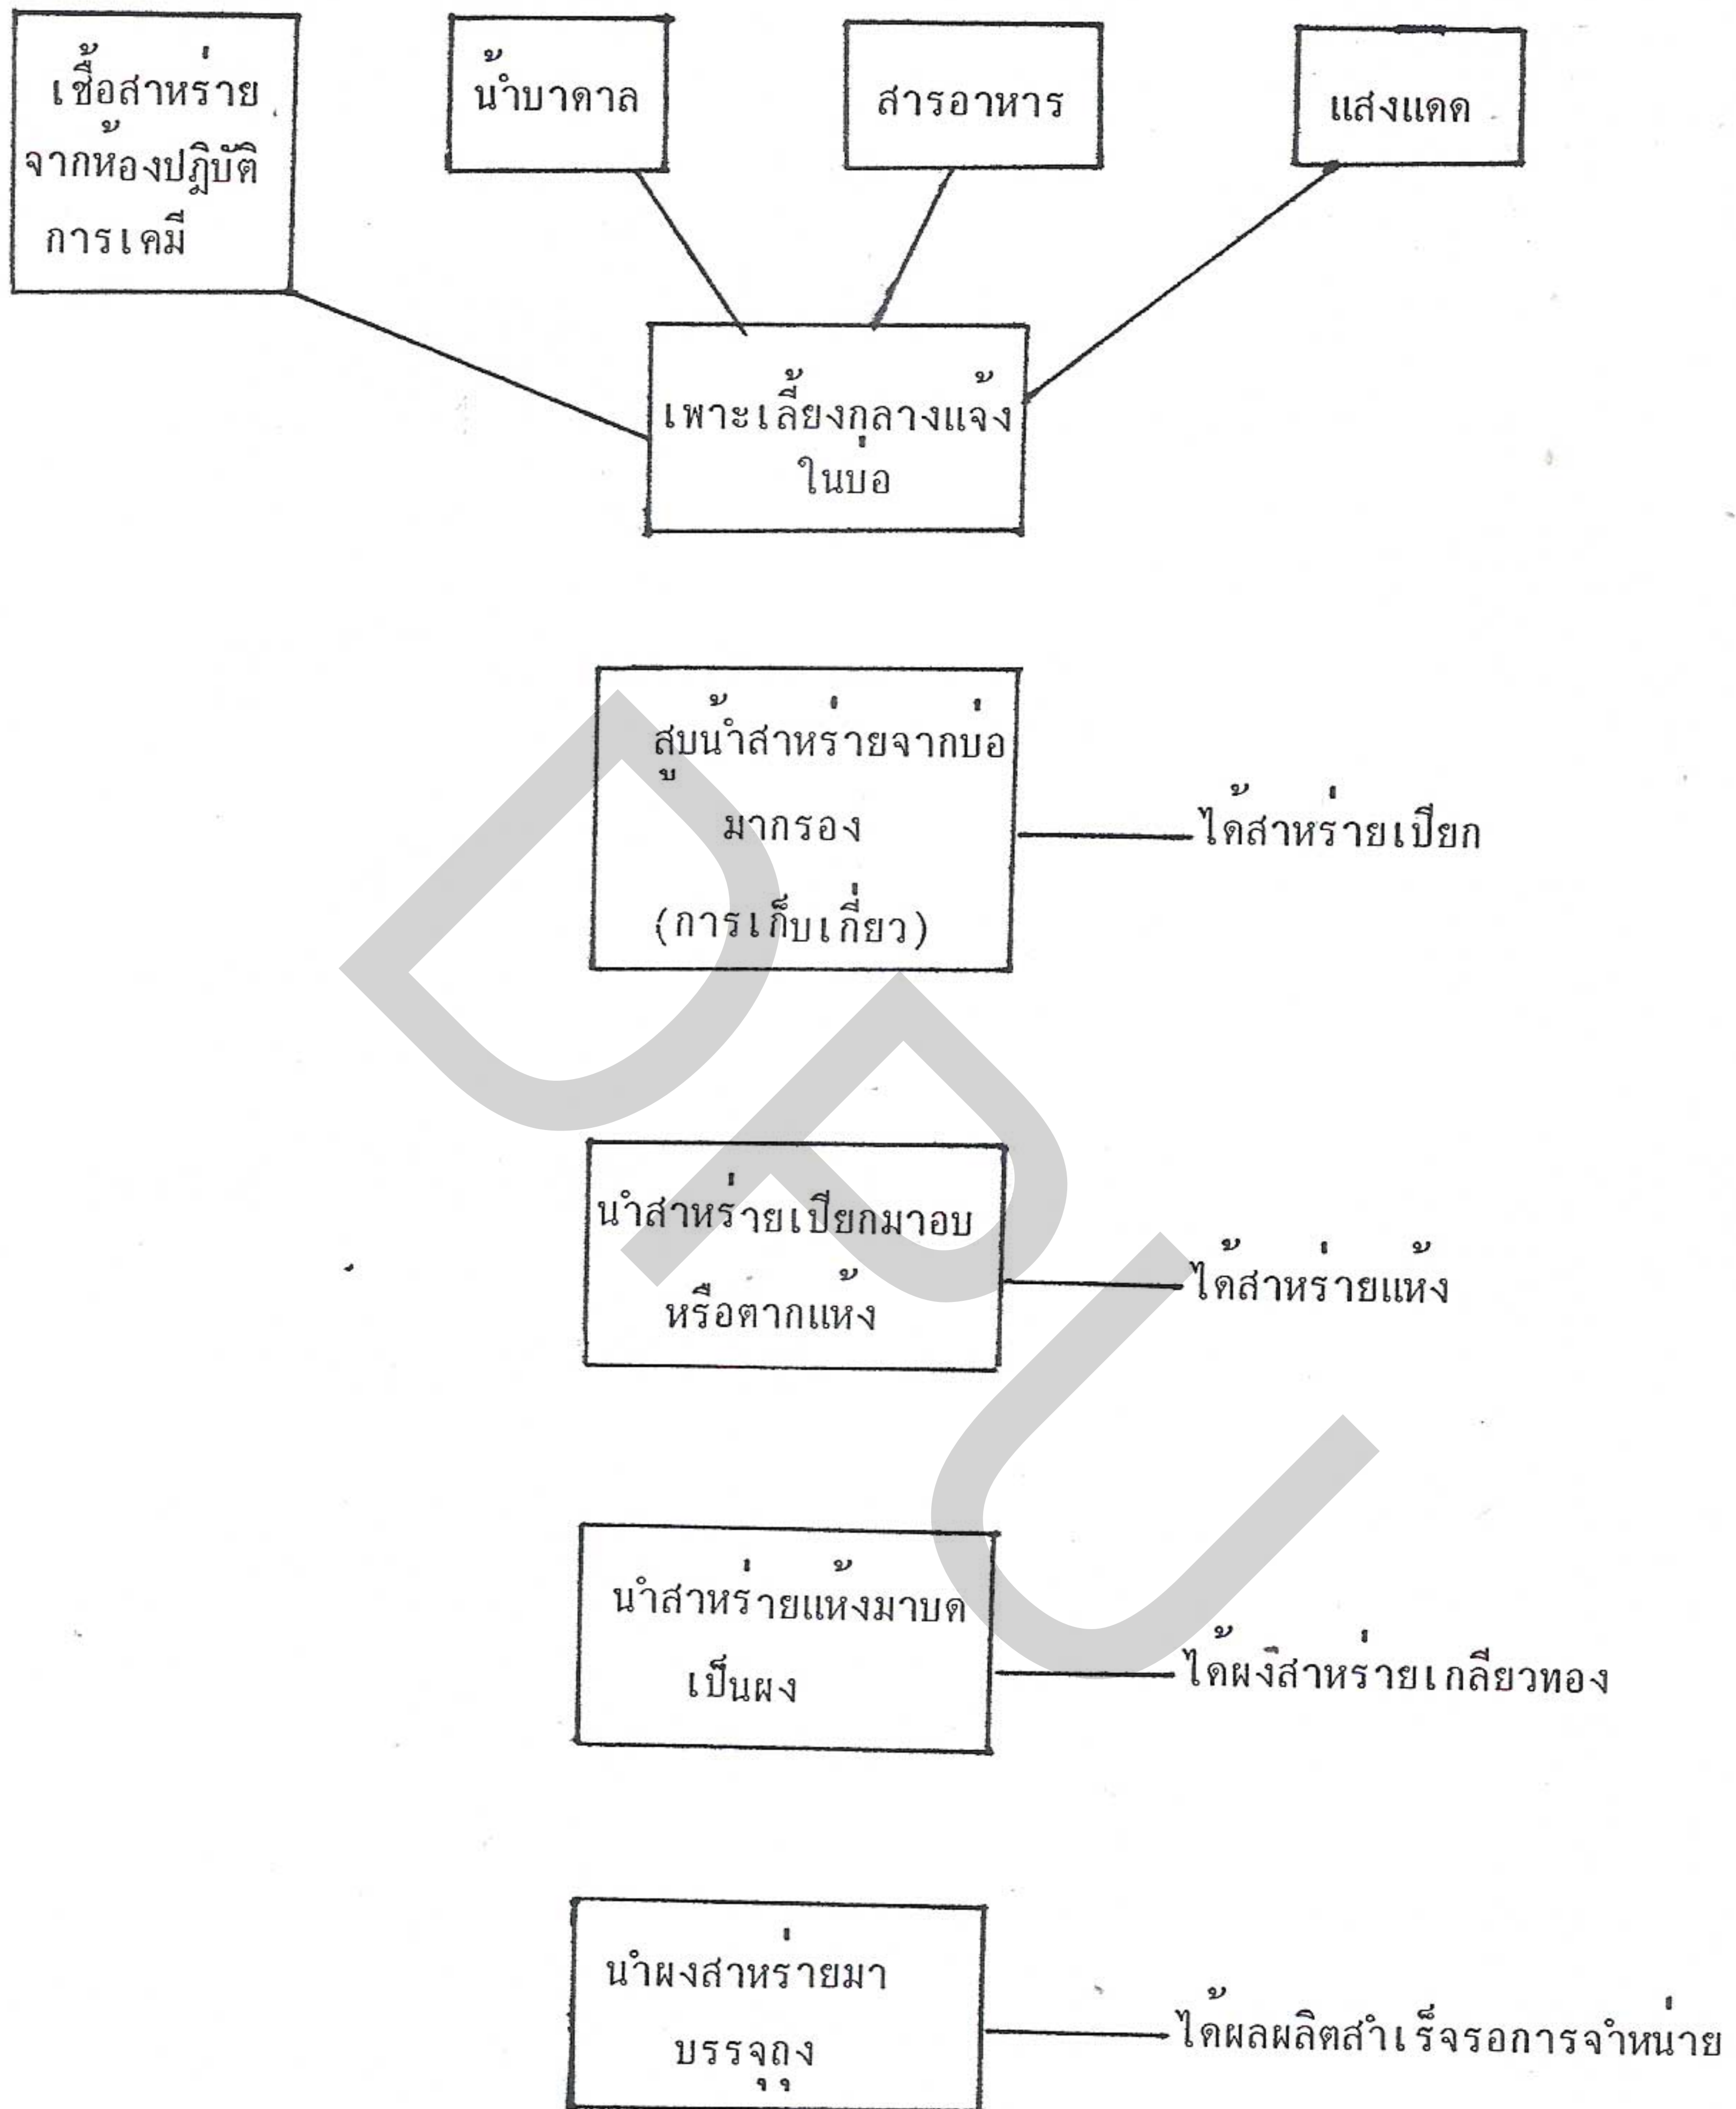 เชื้อสาหร่าย
จากห้องปฎิบัติ
การเคมี
น้ำบาดาล
สารอาหาร
แสงแดด
เพาะเลี้ยงกลางแจ้ง
ในบ่อ
สูบน้ำสาหร่ายจากบ่อ
มากรอง
(การเก็บเกี่ยว)
ได้สาหร่ายเปียก
นำสาหร่ายเปียกมาอบ
หรือตากแห้ง
ได้สาหร่ายแห้ง
นำสาหร่ายแห้งมาบด
เป็นผง
ได้ผงสาหร่ายเกลียวทอง
นำผงสาหร่ายมา
บรรจุถุง
ได้ผลผลิตสำเร็จรอการจำหน่าย
DPU